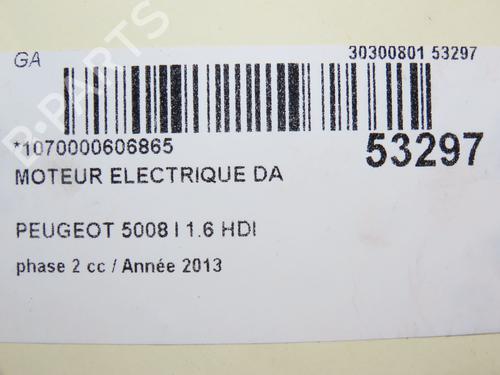 GA
30300801 53297
*1070000606865
53297
MOTEUR ELECTRIQUE DA
PEUGEOT 5008 I 1.6 HDI
phase 2 cc / Année 2013
B-PARTS